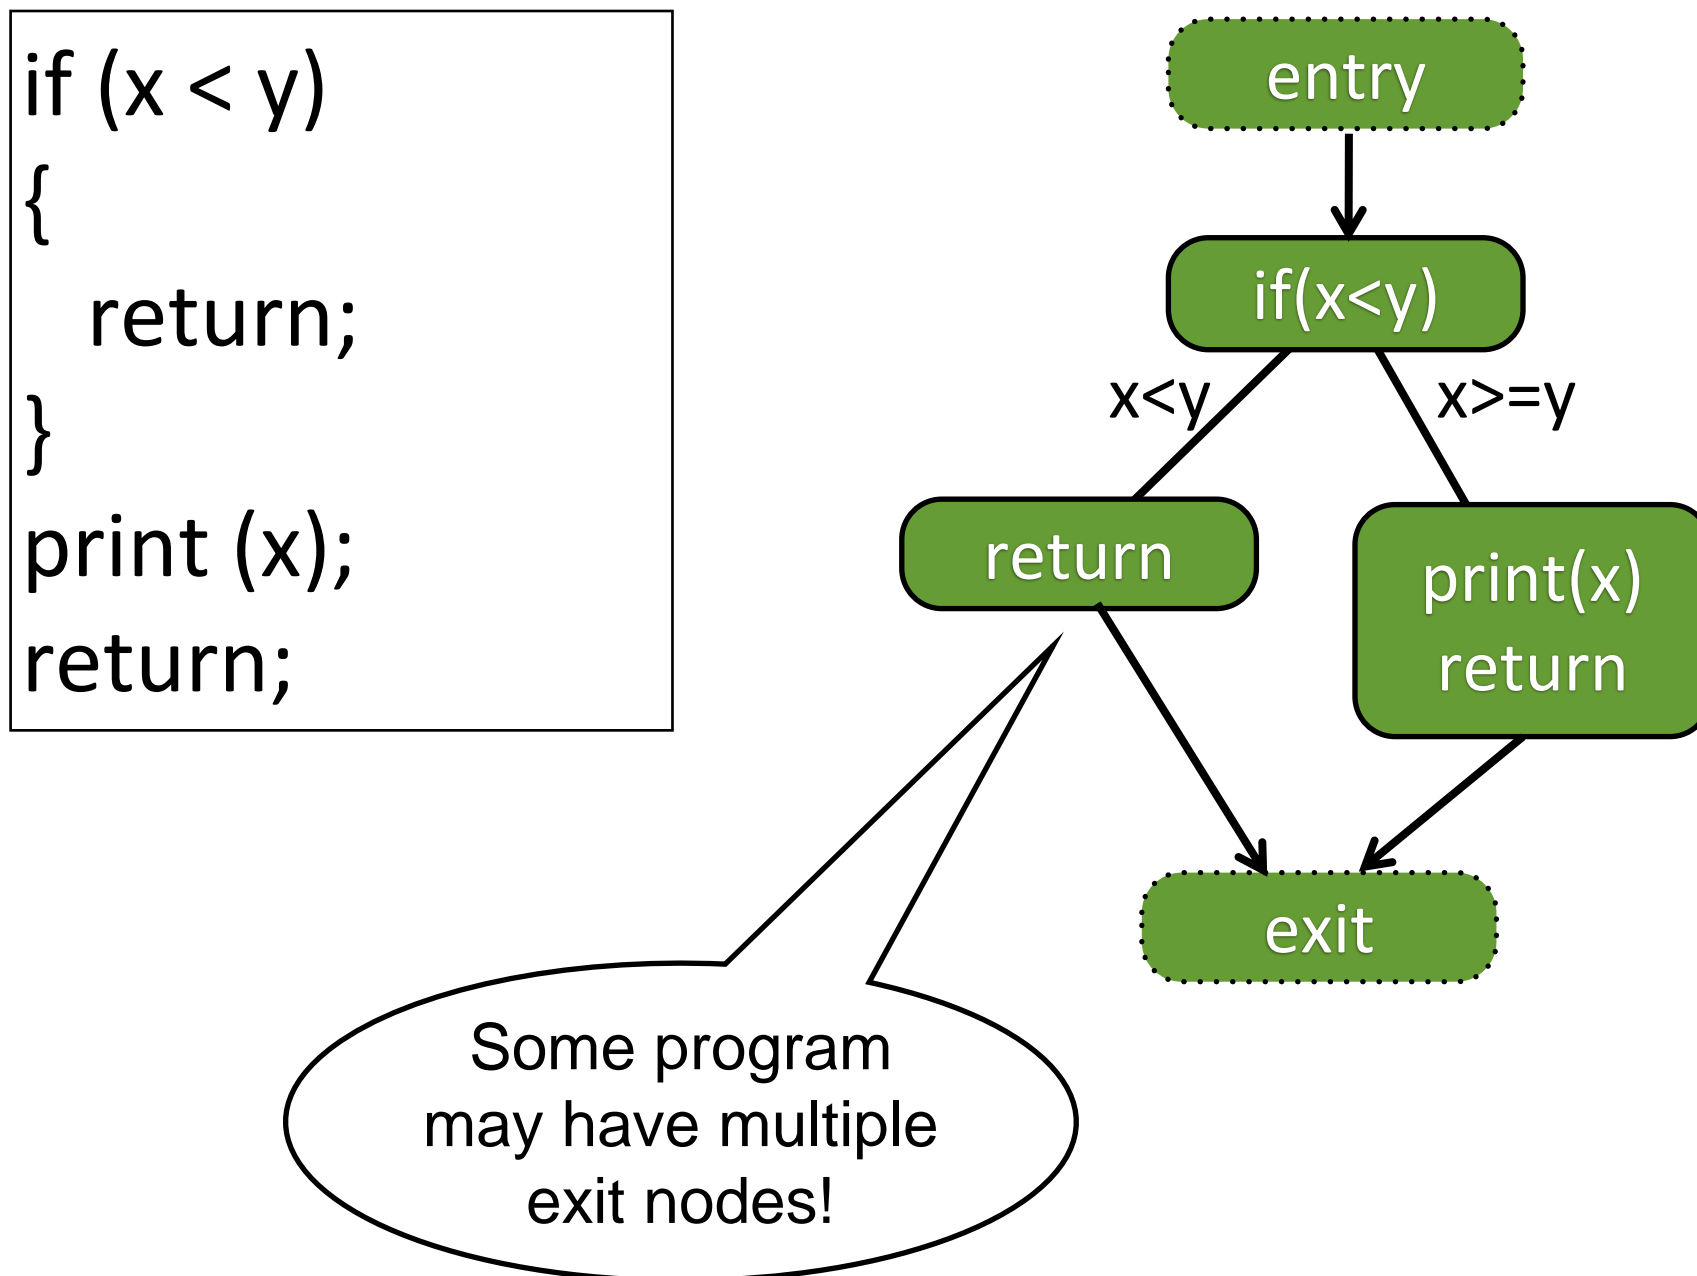 if (x < y)
{
return;
}
print (x);
return;
entry
if(x<y)
x<y
x>=y
return
print(x)
return
exit
Some program
may have multiple
exit nodes!